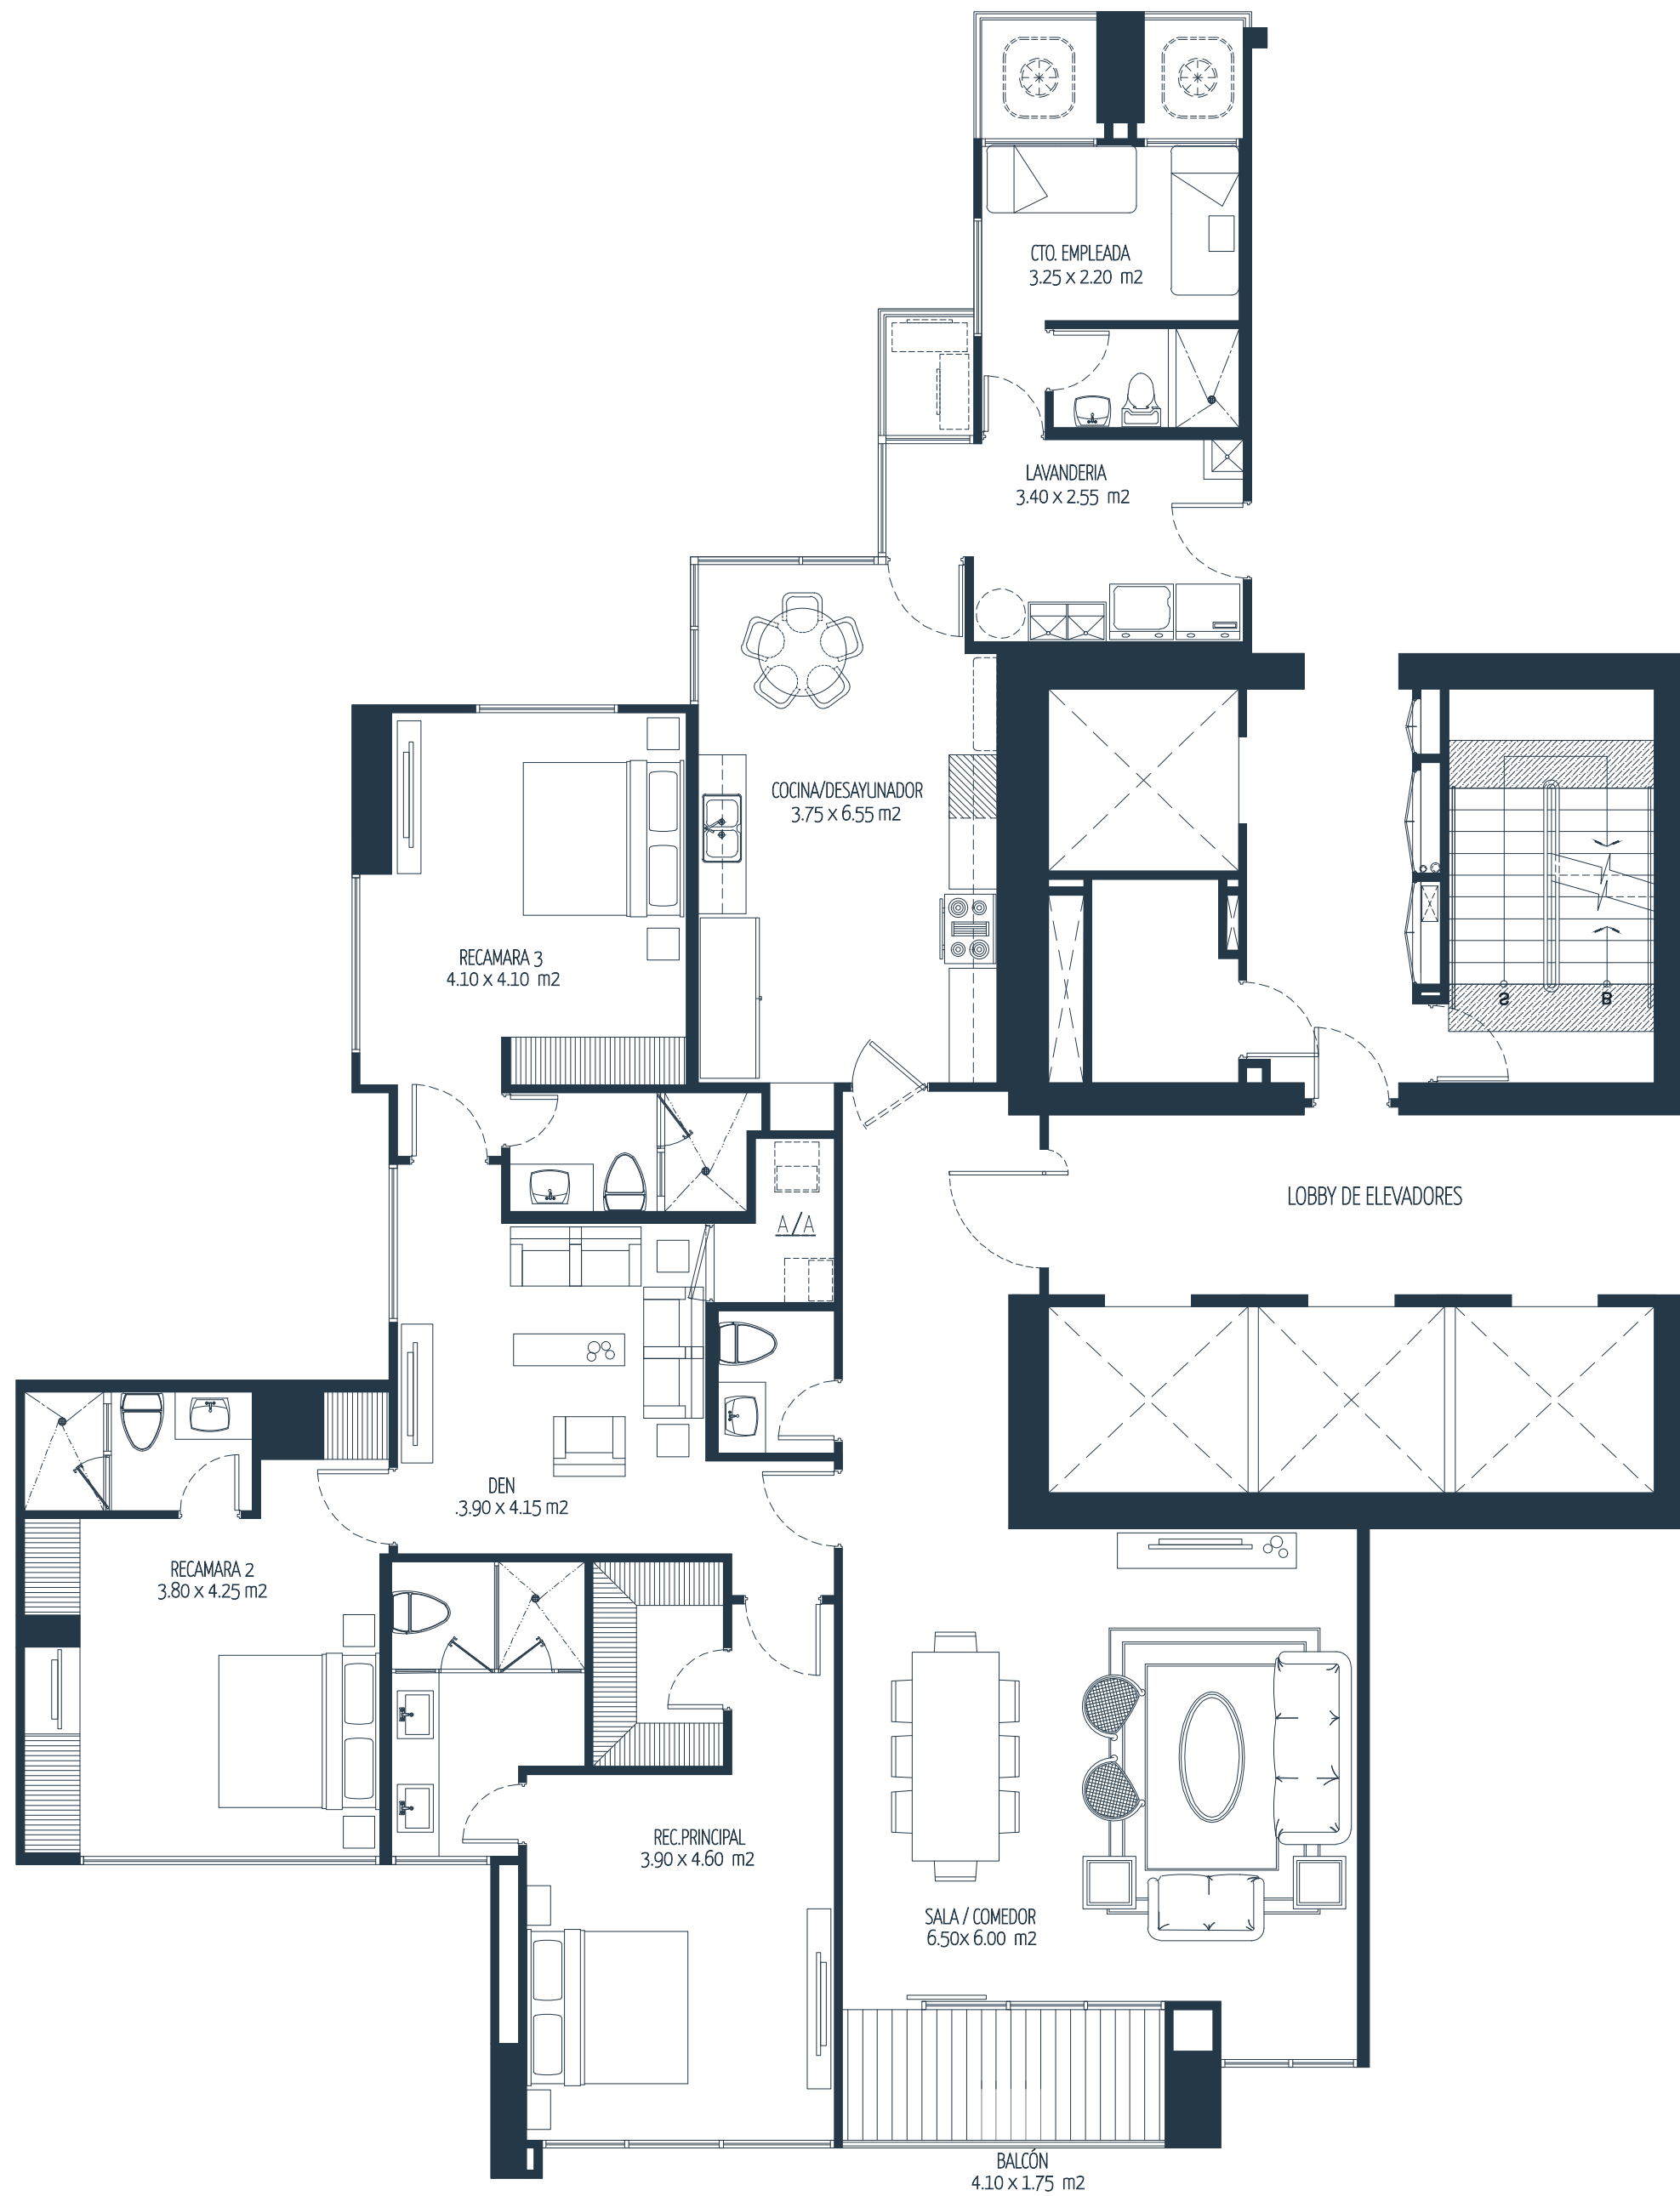 CTO. EMPLEADA
3.25 x 2.20 m2
LAVANDERIA
3.40 x 2.55 m2
COCINA/DESAYUNADOR
3.75 x 6.55 m2
RECAMARA 3
4.10 x 4.10 m2
S
B
LOBBY DE ELEVADORES
A/A
DEN
.3.90 x 4.15 m2
RECAMARA 2
3.80 x 4.25 m2
REC.PRINCIPAL
3.90 x 4.60 m2
SALA / COMEDOR
6.50x 6.00 m2
BALCÓN
4.10 x 1.75 m2